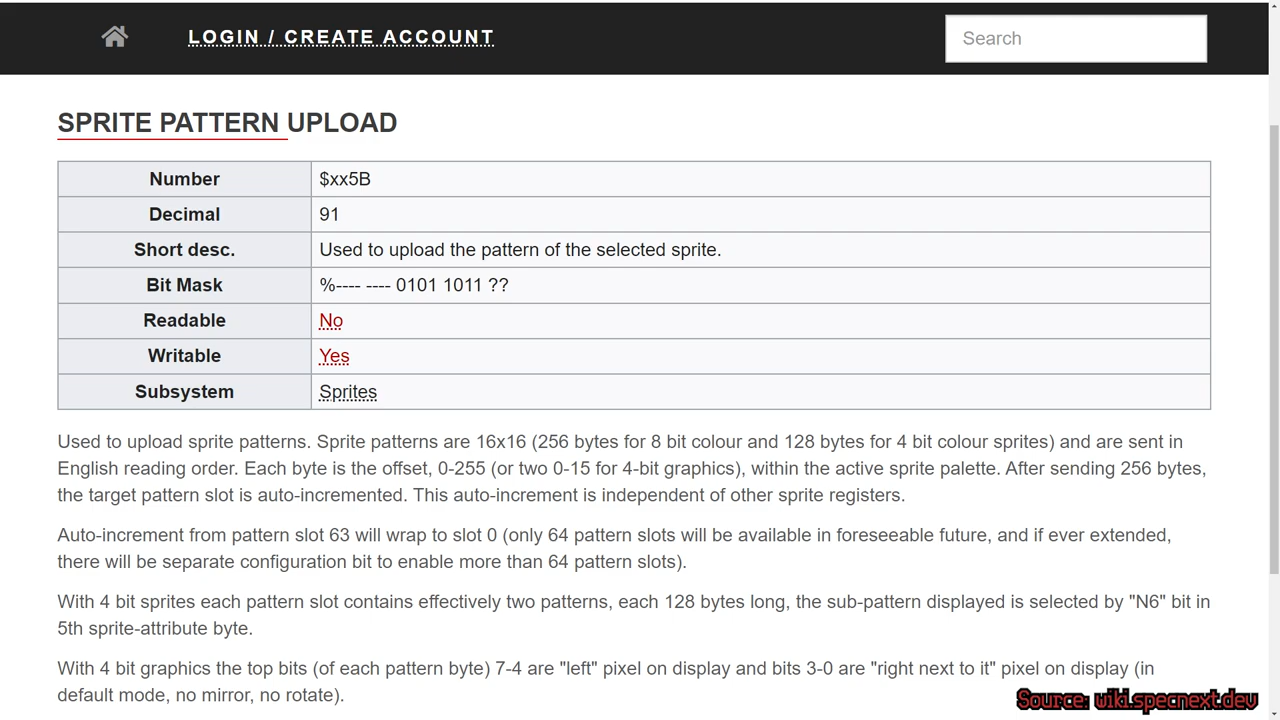 LOGIN / CREATE ACCOUNT
Search
SPRITE PATTERN UPLOAD
Number $xx5B
Decimal 91
Short desc. Used to upload the pattern of the selected sprite.
Bit Mask %---- ---- 0101 1011 ??
Readable No
Writable Yes
Subsystem Sprites
Used to upload sprite patterns. Sprite patterns are 16x16 (256 bytes for 8 bit colour and 128 bytes for 4 bit colour sprites) and are sent in
English reading order. Each byte is the offset, 0-255 (or two 0-15 for 4-bit graphics), within the active sprite palette. After sending 256 bytes,
the target pattern slot is auto-incremented. This auto-increment is independent of other sprite registers.
Auto-increment from pattern slot 63 will wrap to slot 0 (only 64 pattern slots will be available in foreseeable future, and if ever extended,
there will be separate configuration bit to enable more than 64 pattern slots).
With 4 bit sprites each pattern slot contains effectively two patterns, each 128 bytes long, the sub-pattern displayed is selected by "N6" bit in
5th sprite-attribute byte.
With 4 bit graphics the top bits (of each pattern byte) 7-4 are "left" pixel on display and bits 3-0 are "right next to it" pixel on display (in
default mode, no mirror, no rotate).
Source: wiki.specnext.dev